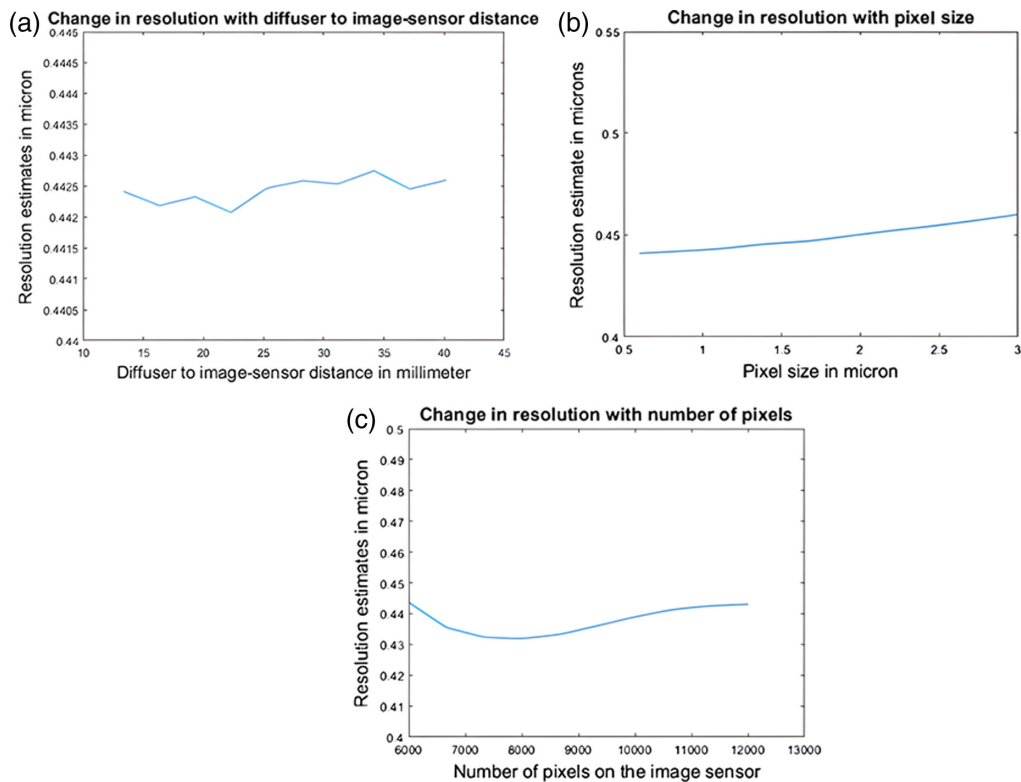 (a) Change in resolution with diffuser to image-sensor distance
0.445
0.4445
0.444
0.4435
0.443
0.4425
0.442
0.4415
0.441
0.4405
0.44
Resolution estimates in micron
10 15 20 25 30 35 40 45
Diffuser to image-sensor distance in millimeter
(b) Change in resolution with pixel size
0.55
0.5
0.45
0.4
Resolution estimate in microns
0.5 1 1.5 2 2.5 3
Pixel size in micron
(c) Change in resolution with number of pixels
0.5
0.49
0.48
0.47
0.46
0.45
0.44
0.43
0.42
0.41
0.4
Resolution estimates in micron
6000 7000 8000 9000 10000 11000 12000 13000
Number of pixels on the image sensor